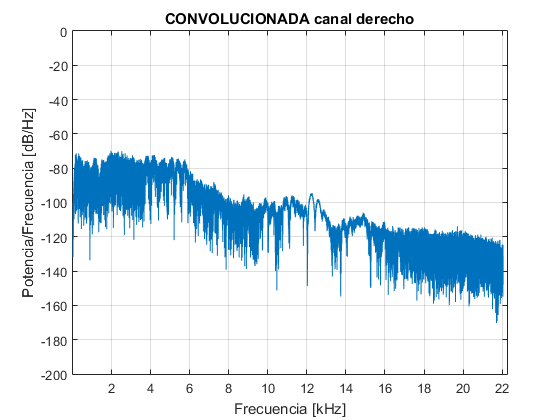 CONVOLUCIONADA canal derecho
Potencia/Frecuencia [dB/Hz]
0
-20
-40
-60
-80
-100
-120
-140
-160
-180
-200
2 4 6 8 10 12 14 16 18 20 22
Frecuencia [kHz]